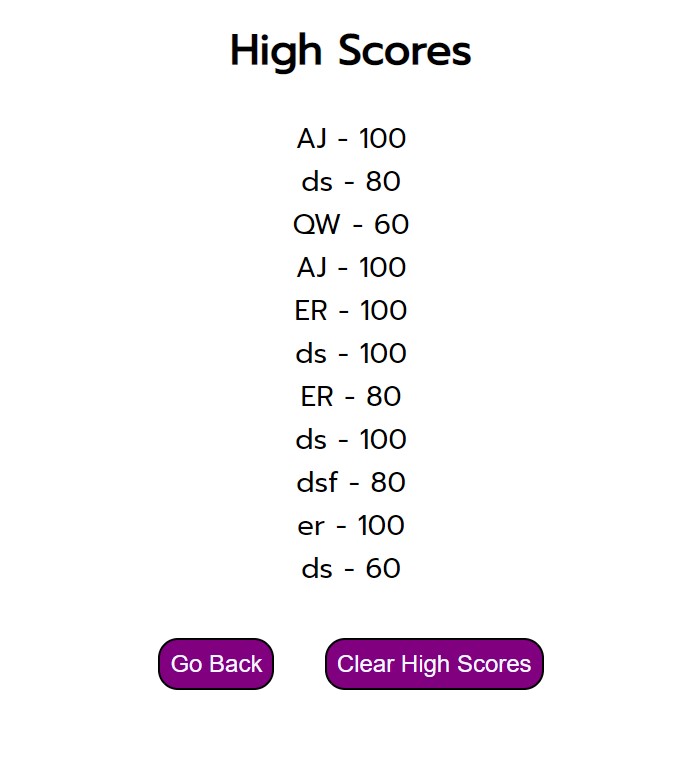 High Scores
AJ - 100
ds - 80
QW - 60
AJ - 100
ER - 100
ds - 100
ER - 80
ds - 100
dsf - 80
er - 100
ds - 60
Go Back
Clear High Scores